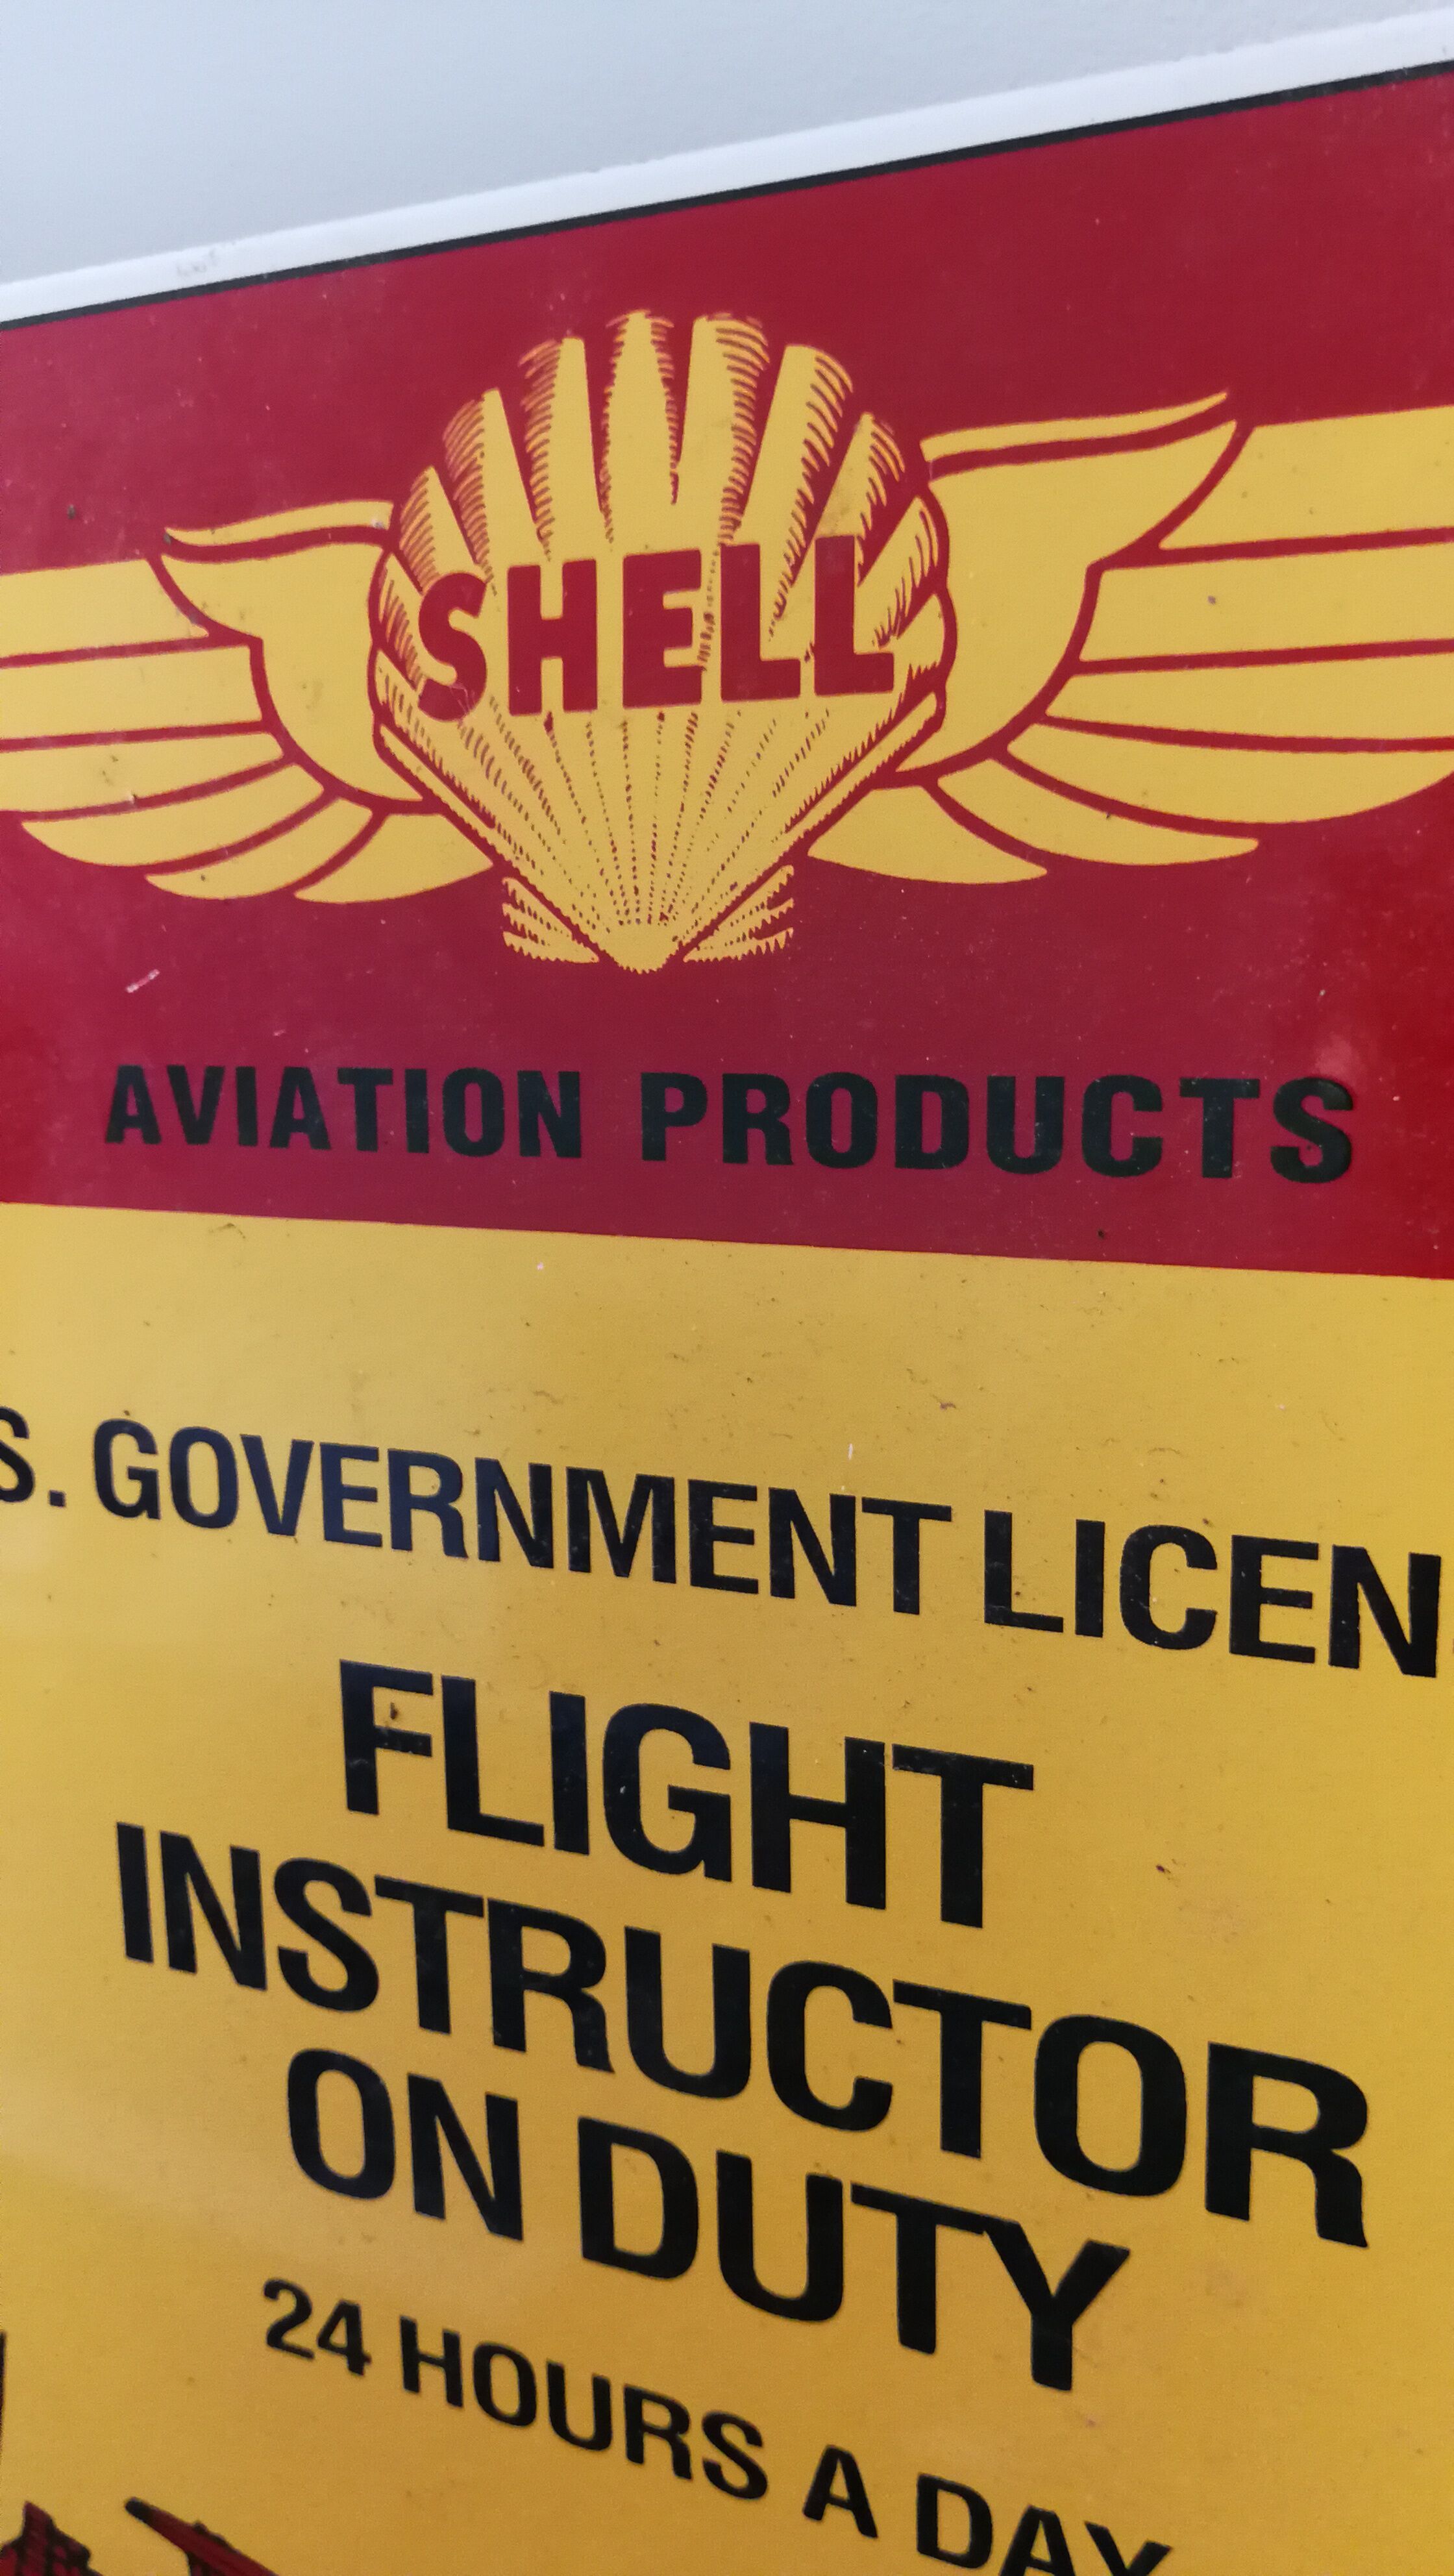 SHELL
AVIATION PRODUCTS
S. GOVERNMENT LICEN
FLIGHT
INSTRUCTOR
ON DUTY
24 HOURS A DAY